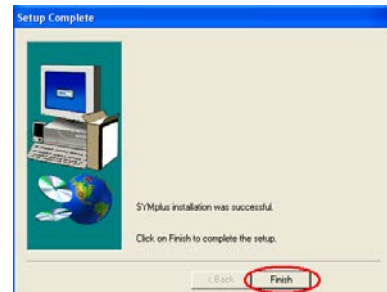 Setup Complete
SYMplus installation was successful.
Click on Finish to complete the setup.
< Back
Finish